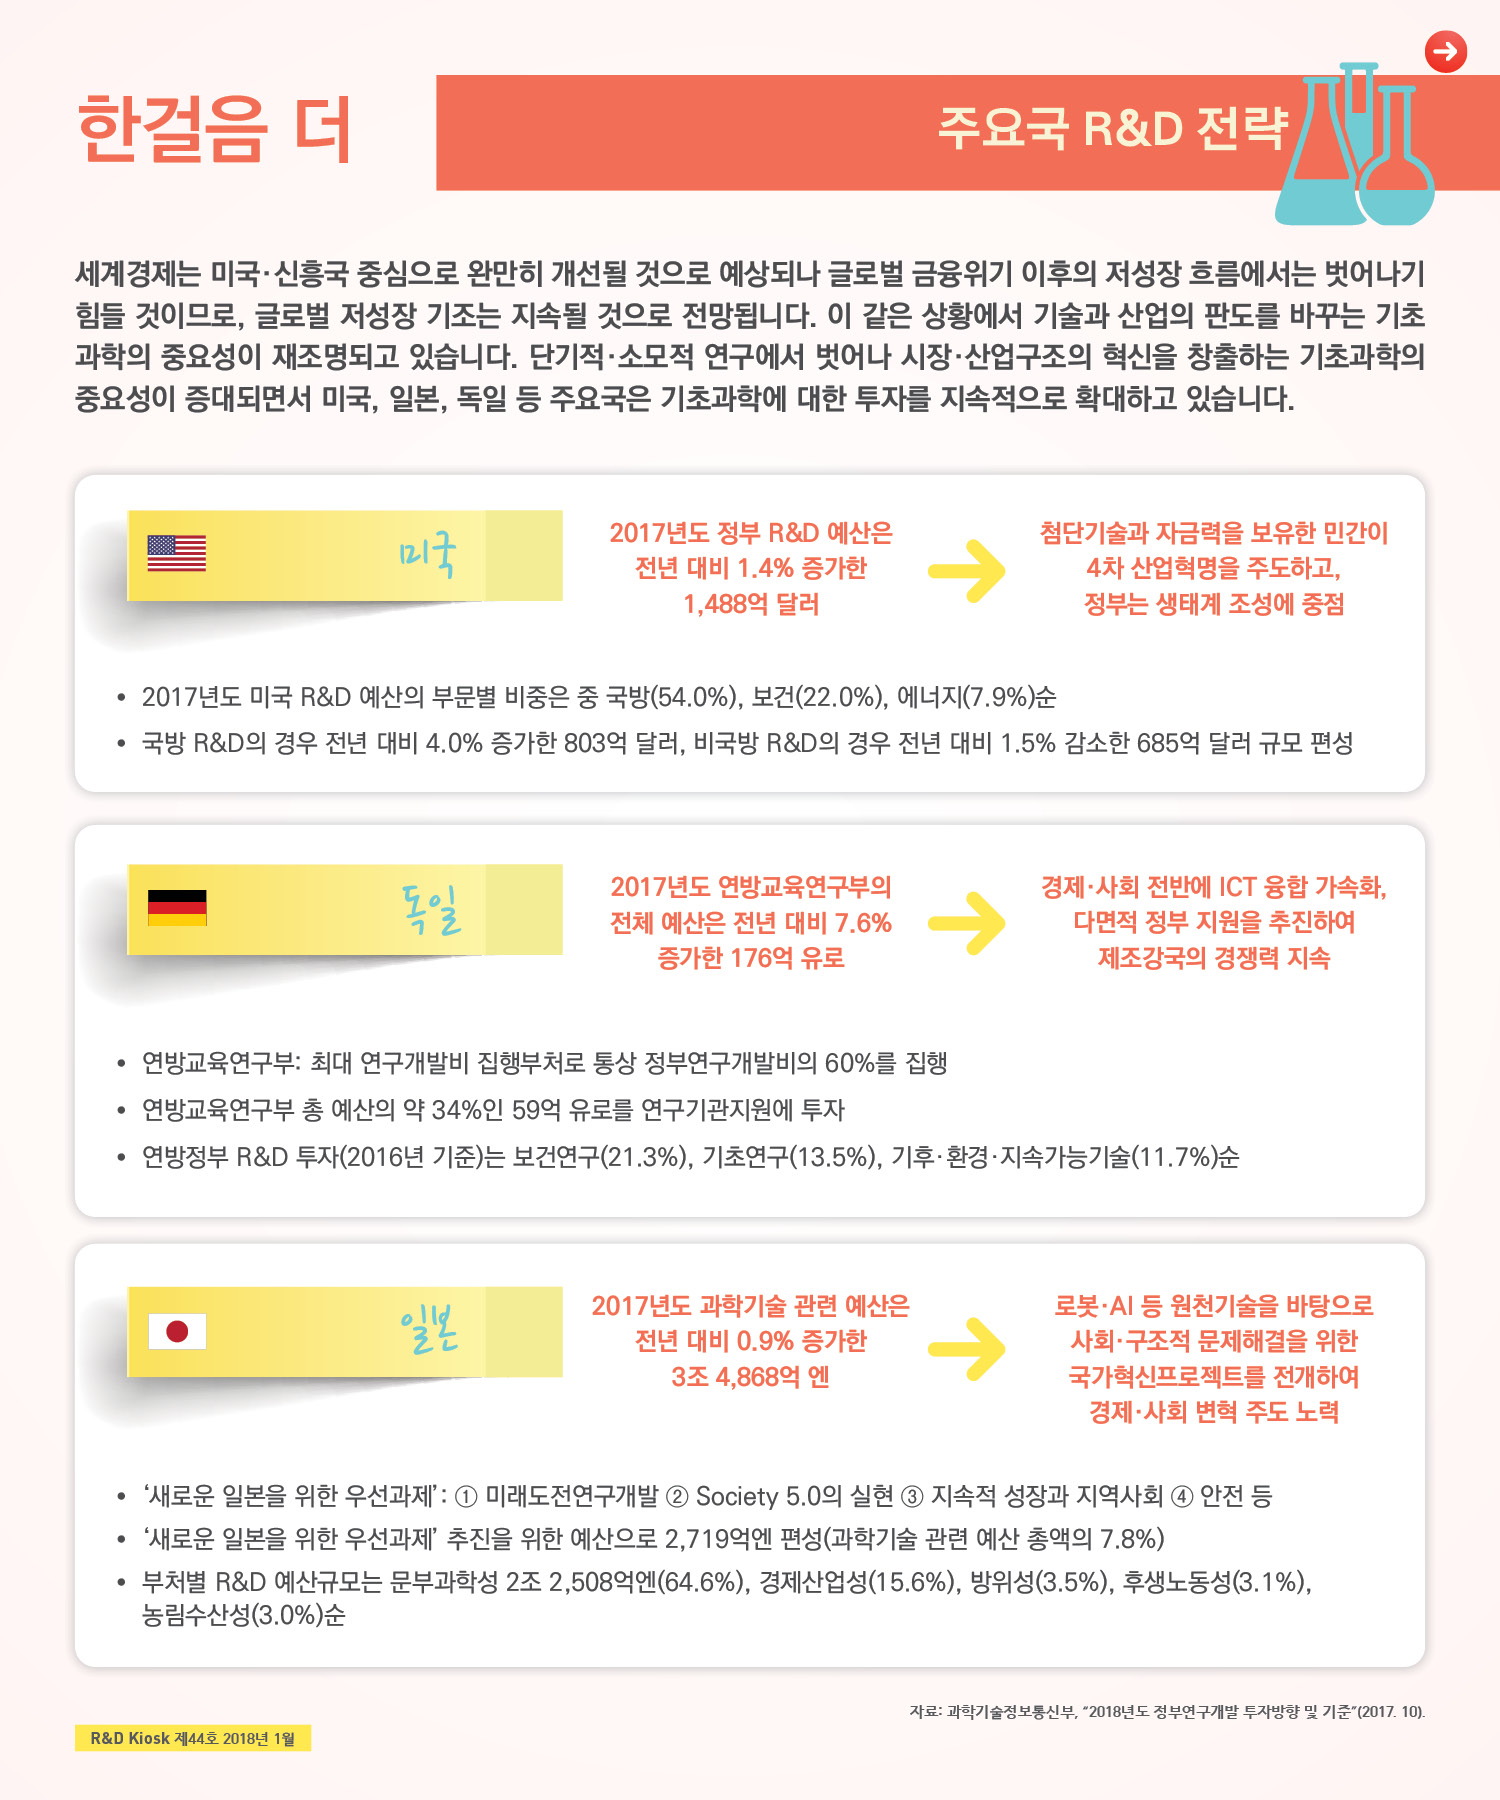 한걸음 더
주요국 R&D 전략
세계경제는 미국·신흥국 중심으로 완만히 개선될 것으로 예상되나 글로벌 금융위기 이후의 저성장 흐름에서는 벗어나기
힘들 것이므로, 글로벌 저성장 기조는 지속될 것으로 전망됩니다. 이 같은 상황에서 기술과 산업의 판도를 바꾸는 기초
과학의 중요성이 재조명되고 있습니다. 단기적·소모적 연구에서 벗어나 시장·산업구조의 혁신을 창출하는 기초과학의
중요성이 증대되면서 미국, 일본, 독일 등 주요국은 기초과학에 대한 투자를 지속적으로 확대하고 있습니다.
미국
2017년도 정부 R&D 예산은
전년 대비 1.4% 증가한
1,488억 달러
첨단기술과 자금력을 보유한 민간이
4차 산업혁명을 주도하고,
정부는 생태계 조성에 중점
• 2017년도 미국 R&D 예산의 부문별 비중은 중 국방(54.0%), 보건(22.0%), 에너지(7.9%)순
• 국방 R&D의 경우 전년 대비 4.0% 증가한 803억 달러, 비국방 R&D의 경우 전년 대비 1.5% 감소한 685억 달러 규모 편성
독일
2017년도 연방교육연구부의
전체 예산은 전년 대비 7.6%
증가한 176억 유로
경제·사회 전반에 ICT 융합 가속화,
다면적 정부 지원을 추진하여
제조강국의 경쟁력 지속
• 연방교육연구부: 최대 연구개발비 집행부처로 통상 정부연구개발비의 60%를 집행
• 연방교육연구부 총 예산의 약 34%인 59억 유로를 연구기관지원에 투자
• 연방정부 R&D 투자(2016년 기준)는 보건연구(21.3%), 기초연구(13.5%), 기후·환경·지속가능기술(11.7%)순
일본
2017년도 과학기술 관련 예산은
전년 대비 0.9% 증가한
3조 4,868억 엔
로봇·AI 등 원천기술을 바탕으로
사회·구조적 문제해결을 위한
국가혁신프로젝트를 전개하여
경제·사회 변혁 주도 노력
• ‘새로운 일본을 위한 우선과제’: ① 미래도전연구개발 ② Society 5.0의 실현 ③ 지속적 성장과 지역사회 ④ 안전 등
• ‘새로운 일본을 위한 우선과제’ 추진을 위한 예산으로 2,719억엔 편성(과학기술 관련 예산 총액의 7.8%)
• 부처별 R&D 예산규모는 문부과학성 2조 2,508억엔(64.6%), 경제산업성(15.6%), 방위성(3.5%), 후생노동성(3.1%),
농림수산성(3.0%)순
자료: 과학기술정보통신부, “2018년도 정부연구개발 투자방향 및 기준”(2017. 10).
R&D Kiosk 제44호 2018년 1월